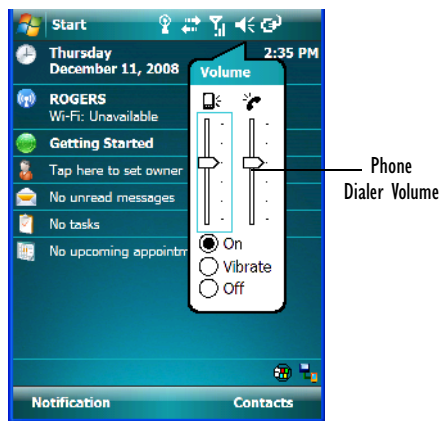 Start
Thursday 2:35 PM
December 11, 2008
Volume
ROGERS
Wi-Fi: Unavailable
Getting Started
Tap here to set owner
No unread messages
No tasks
No upcoming appointm
On
Vibrate
Off
Phone
Dialer Volume
Notification Contacts